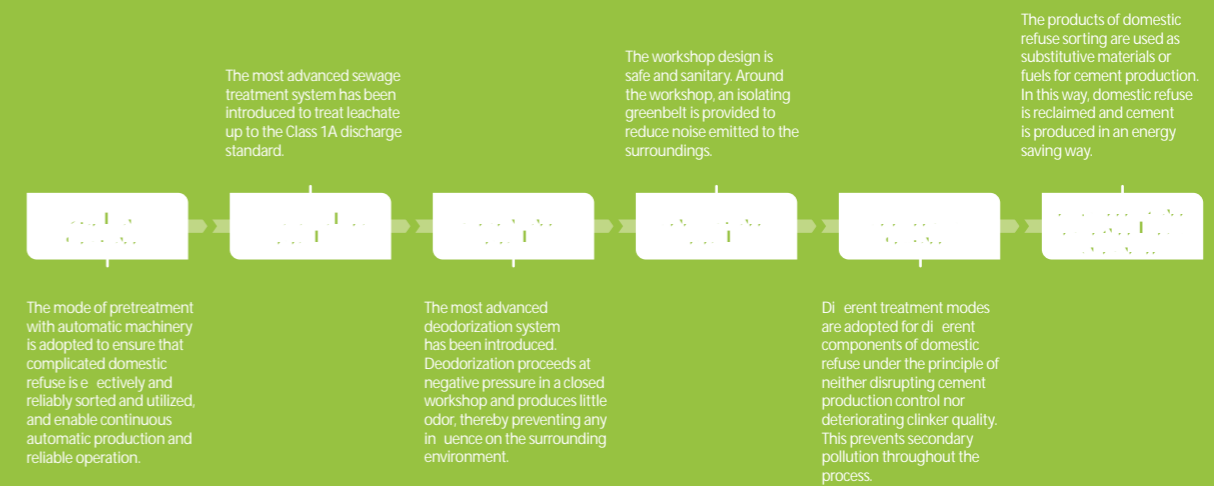 The mode of pretreatment
with automatic machinery
is adopted to ensure that
complicated domestic
refuse is e ectively and
reliably sorted and utilized,
and enable continuous
automatic production and
reliable operation.
The most advanced sewage
treatment system has been
introduced to treat leachate
up to the Class 1A discharge
standard.
The most advanced
deodorization system
has been introduced.
Deodorization proceeds at
negative pressure in a closed
workshop and produces little
odor, thereby preventing any
in uence on the surrounding
environment.
The workshop design is
safe and sanitary. Around
the workshop, an isolating
greenbelt is provided to
reduce noise emitted to the
surroundings.
Di erent treatment modes
are adopted for di erent
components of domestic
refuse under the principle of
neither disrupting cement
production control nor
deteriorating clinker quality.
This prevents secondary
pollution throughout the
process.
The products of domestic
refuse sorting are used as
substitutive materials or
fuels for cement production.
In this way, domestic refuse
is reclaimed and cement
is produced in an energy
saving way.